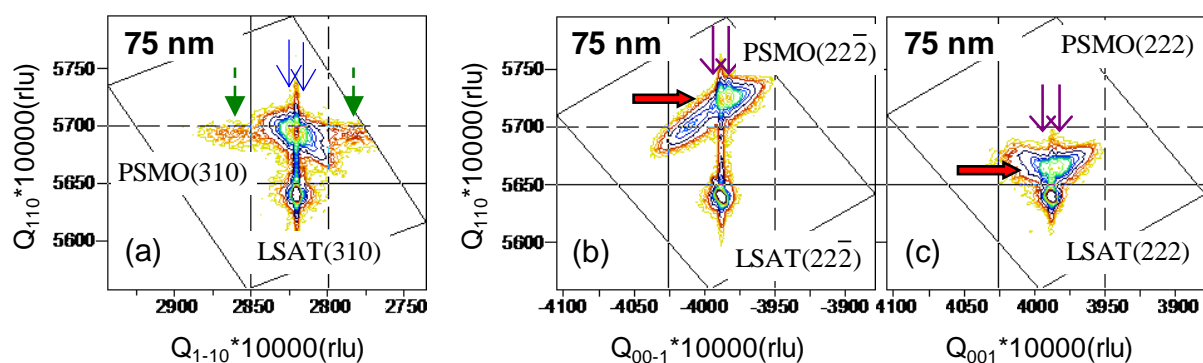 75 nm
PSMO(310)
LSAT(310)
(a)
5750
5700
5650
5600
Q₁₁₀*10000(rlu)
2900 2850 2800 2750
Q₁₋₁₀*10000(rlu)
75 nm
PSMO(222̅)
LSAT(222̅)
(b)
5750
5700
5650
5600
Q₁₁₀*10000(rlu)
-4100 -4050 -4000 -3950 -3900
Q₀₀₋₁*10000(rlu)
75 nm
PSMO(222)
LSAT(222)
(c)
4100 4050 4000 3950 3900
Q₀₀₁*10000(rlu)